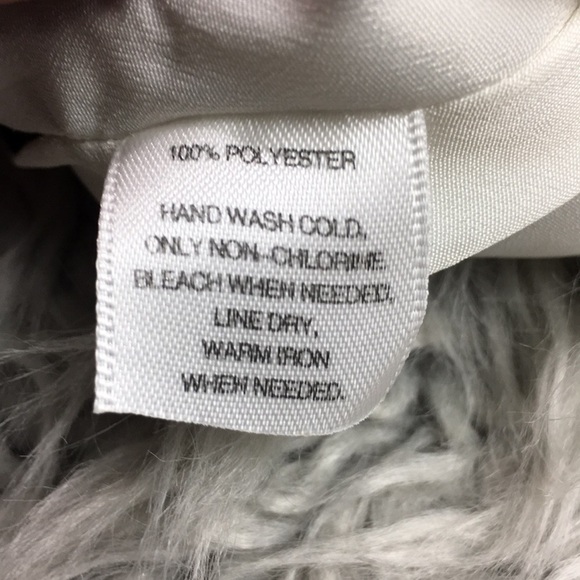 100% POLYESTER
HAND WASH COLD.
ONLY NON-CHLORINE
BLEACH WHEN NEEDED.
LINE DRY,
WARM IRON
WHEN NEEDED.